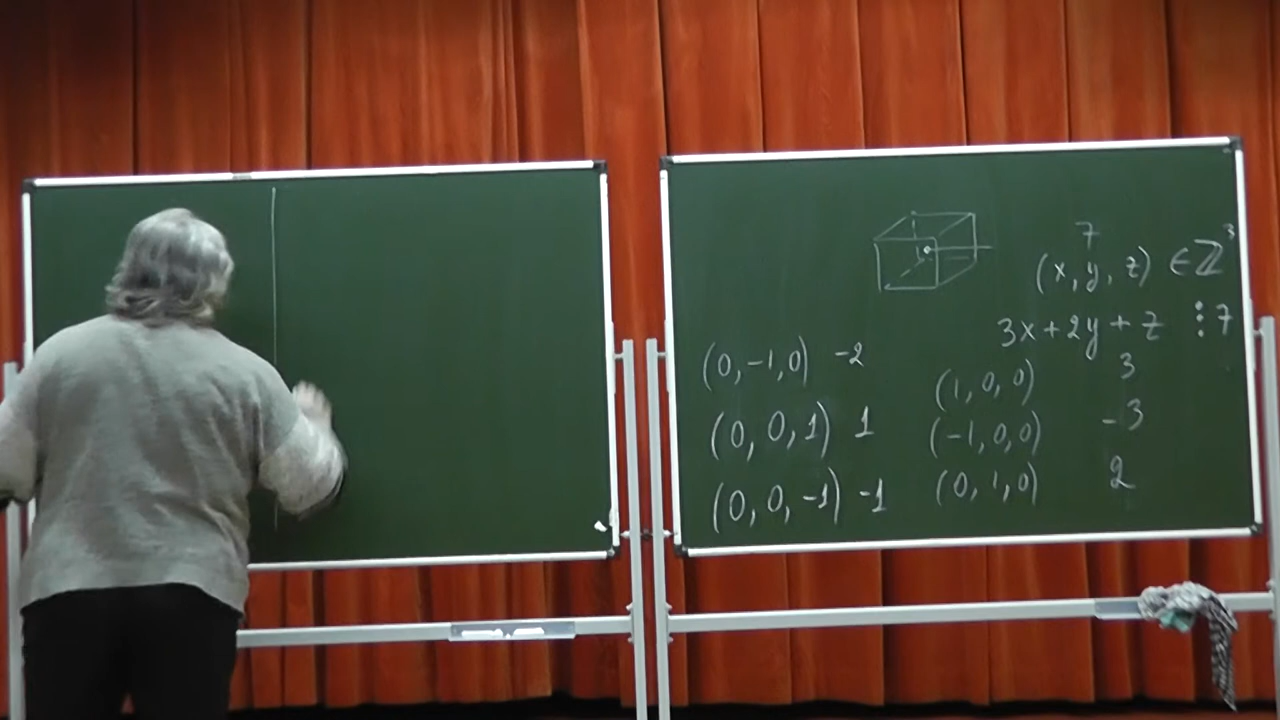 7
(x, y, z) ∈ ℤ³
3x + 2y + z ⋮ 7
(0, -1, 0) -2
(0, 0, 1) 1
(0, 0, -1) -1
(1, 0, 0) 3
(-1, 0, 0) -3
(0, 1, 0) 2